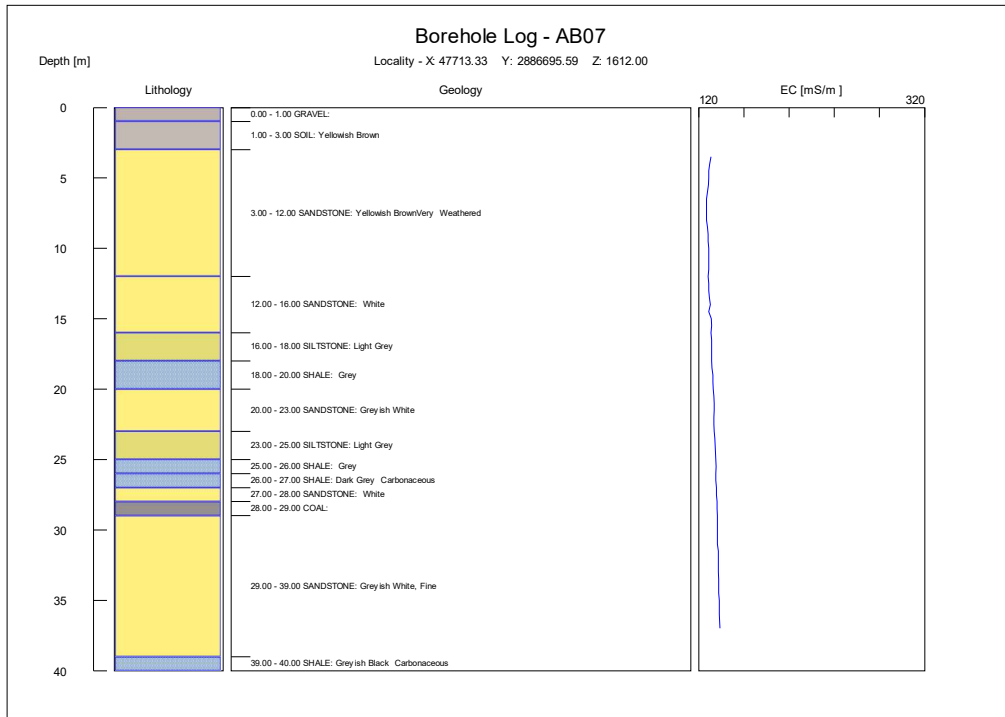 Borehole Log - AB07
Depth [m]
Locality - X: 47713.33 Y: 2886695.59 Z: 1612.00
Lithology
Geology
EC [mS/m ]
120
320
0
0.00 - 1.00 GRAVEL:
1.00 - 3.00 SOIL: Yellowish Brown
5
3.00 - 12.00 SANDSTONE: Yellowish BrownVery Weathered
10
12.00 - 16.00 SANDSTONE: White
15
16.00 - 18.00 SILTSTONE: Light Grey
18.00 - 20.00 SHALE: Grey
20
20.00 - 23.00 SANDSTONE: Greyish White
23.00 - 25.00 SILTSTONE: Light Grey
25
25.00 - 26.00 SHALE: Grey
26.00 - 27.00 SHALE: Dark Grey Carbonaceous
27.00 - 28.00 SANDSTONE: White
28.00 - 29.00 COAL:
30
29.00 - 39.00 SANDSTONE: Greyish White, Fine
35
39.00 - 40.00 SHALE: Greyish Black Carbonaceous
40